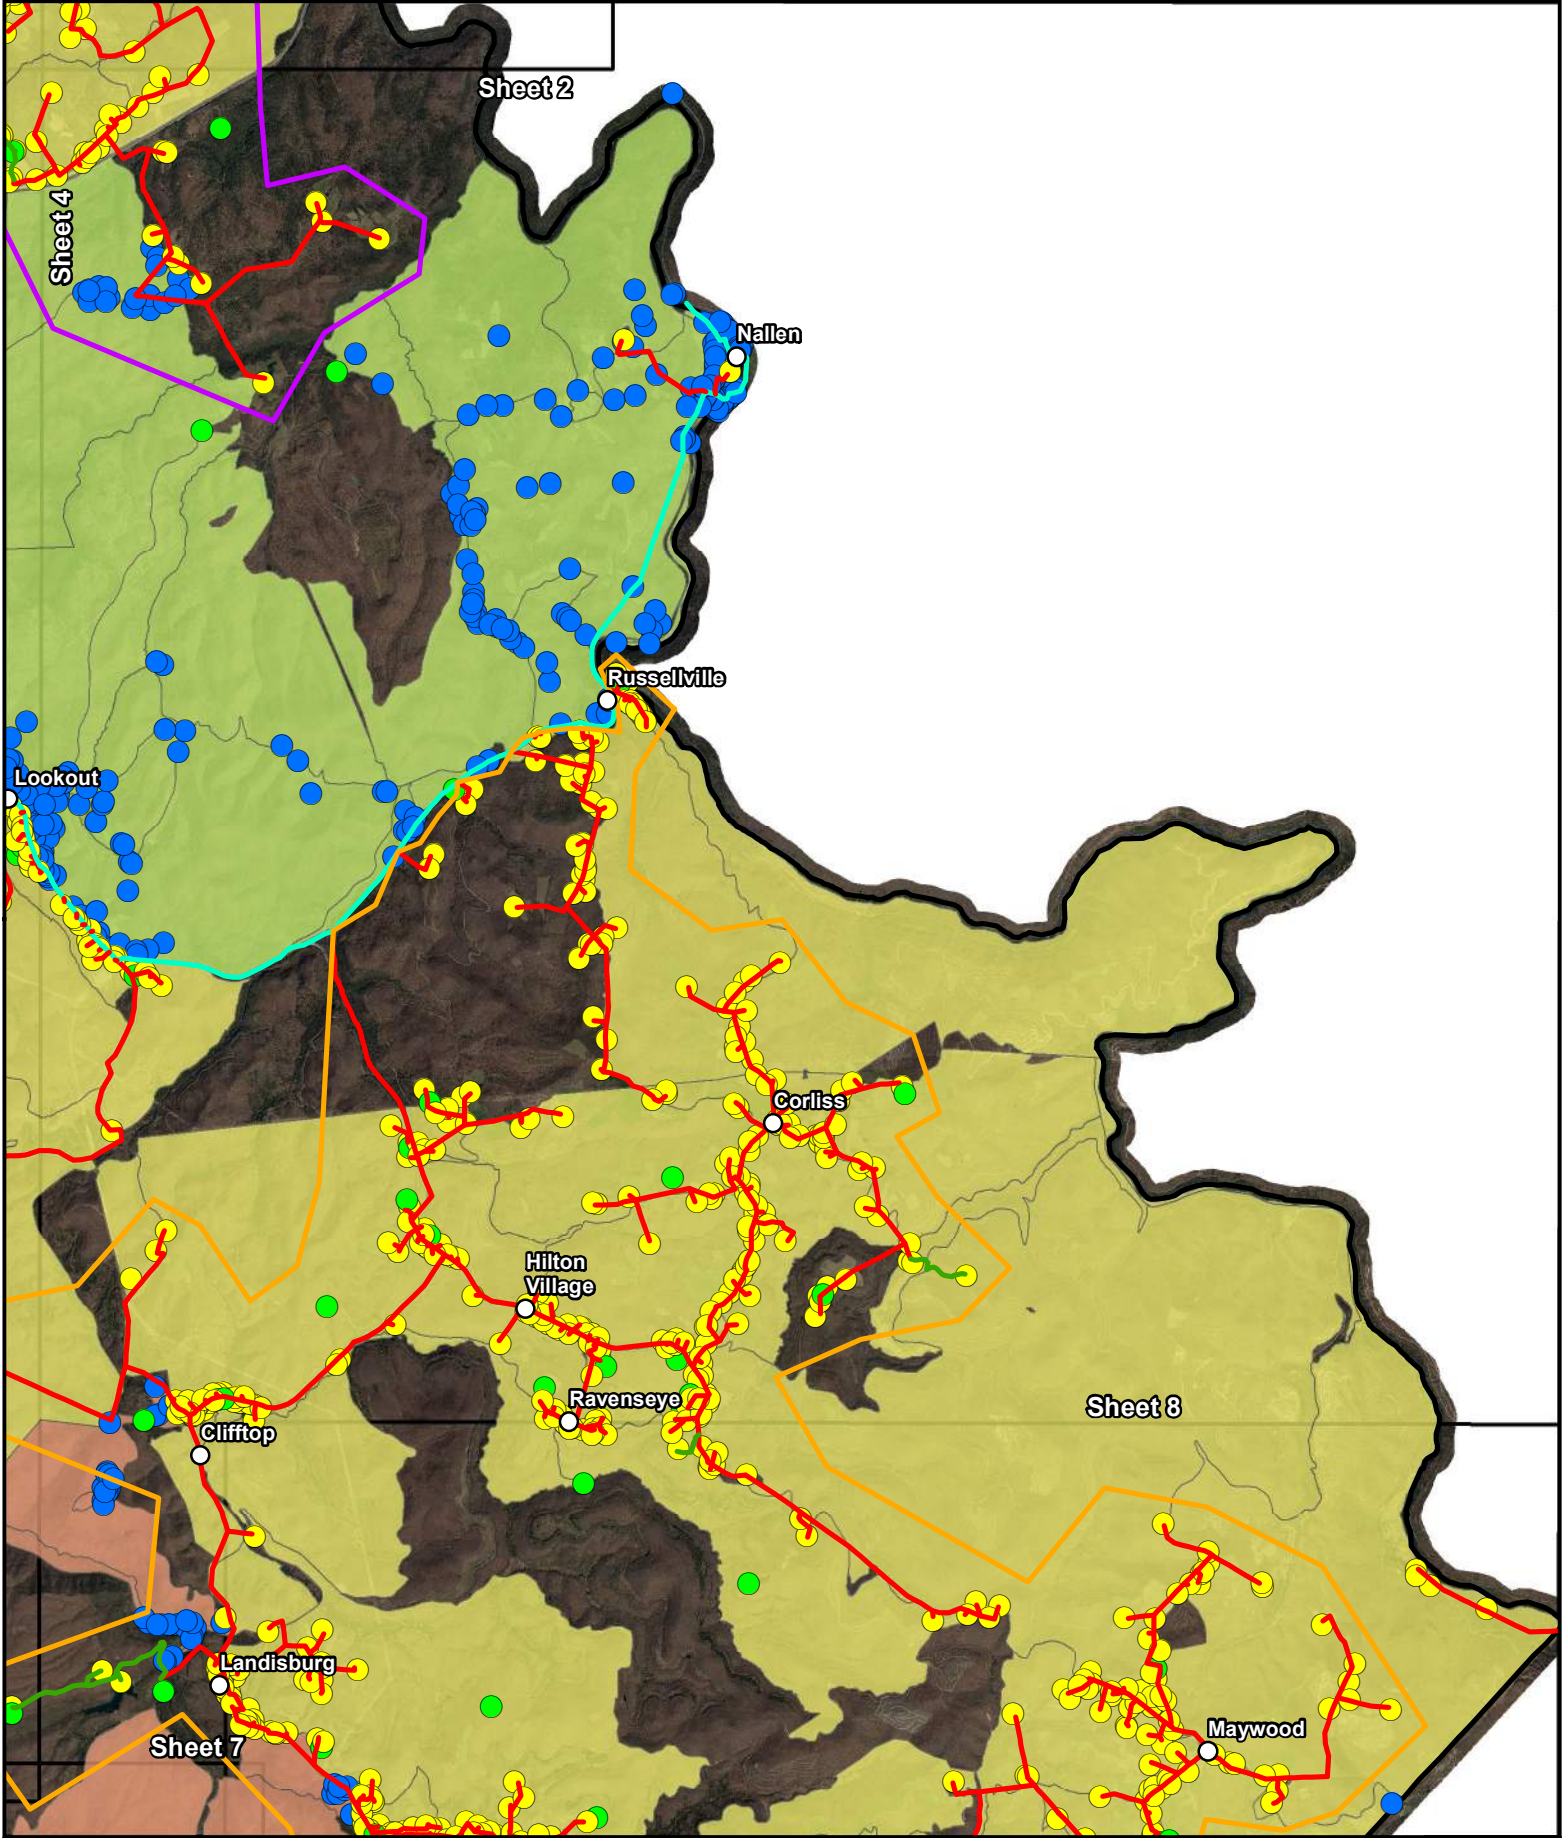 Sheet 2
Sheet 4
Nallen
Russellville
Lookout
Corliss
Hilton
Village
Ravenseye
Sheet 8
Clifftop
Landisburg
Maywood
Sheet 7